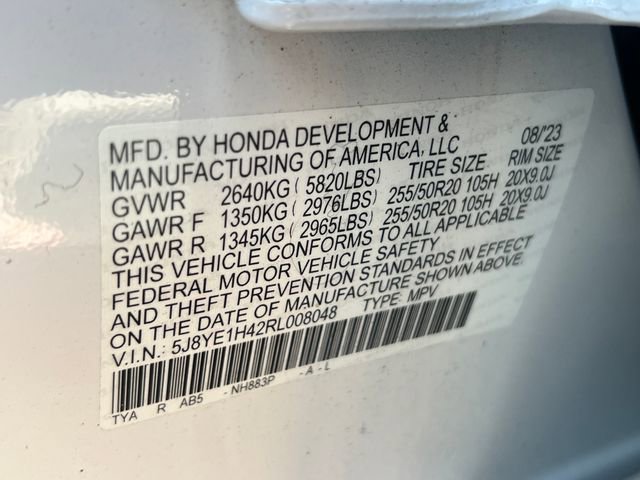 MFD. BY HONDA DEVELOPMENT & 08/'23
MANUFACTURING OF AMERICA, LLC
GVWR 2640KG ( 5820LBS) TIRE SIZE RIM SIZE
GAWR F 1350KG ( 2976LBS) 255/50R20 105H 20X9.0J
GAWR R 1345KG ( 2965LBS) 255/50R20 105H 20X9.0J
THIS VEHICLE CONFORMS TO ALL APPLICABLE
FEDERAL MOTOR VEHICLE SAFETY
AND THEFT PREVENTION STANDARDS IN EFFECT
ON THE DATE OF MANUFACTURE SHOWN ABOVE.
V.I.N.: 5J8YE1H42RL008048 TYPE: MPV
TYA R AB5 - NH883P - A - L